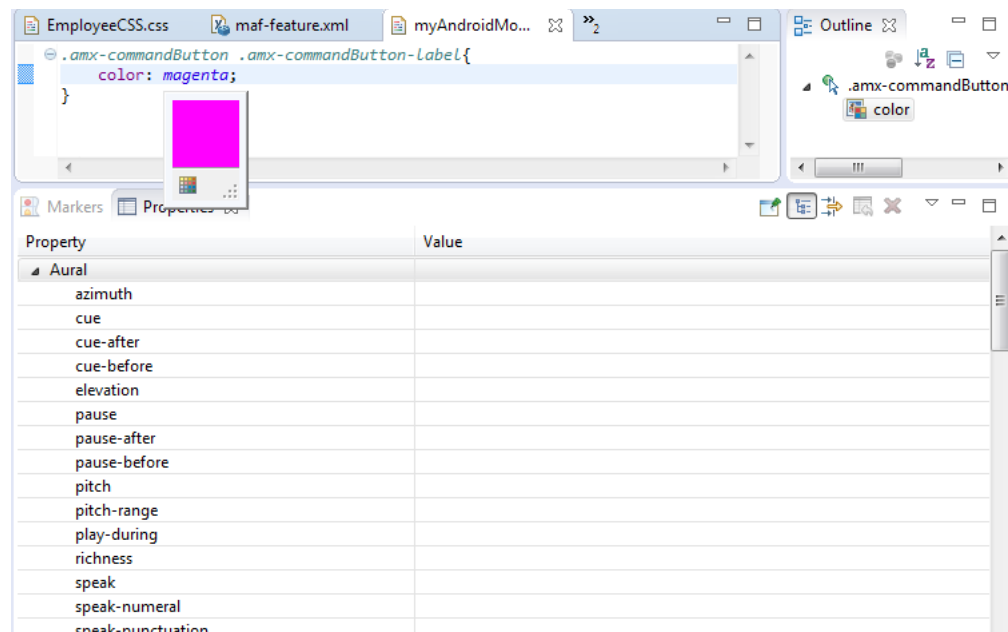 EmployeeCSS.css maf-feature.xml myAndroidMo... »2 Outline
.amx-commandButton .amx-commandButton-label{
color: magenta;
}
.amx-commandButton
color
Markers Properties
Property Value
Aural
azimuth
cue
cue-after
cue-before
elevation
pause
pause-after
pause-before
pitch
pitch-range
play-during
richness
speak
speak-numeral
speak-punctuation